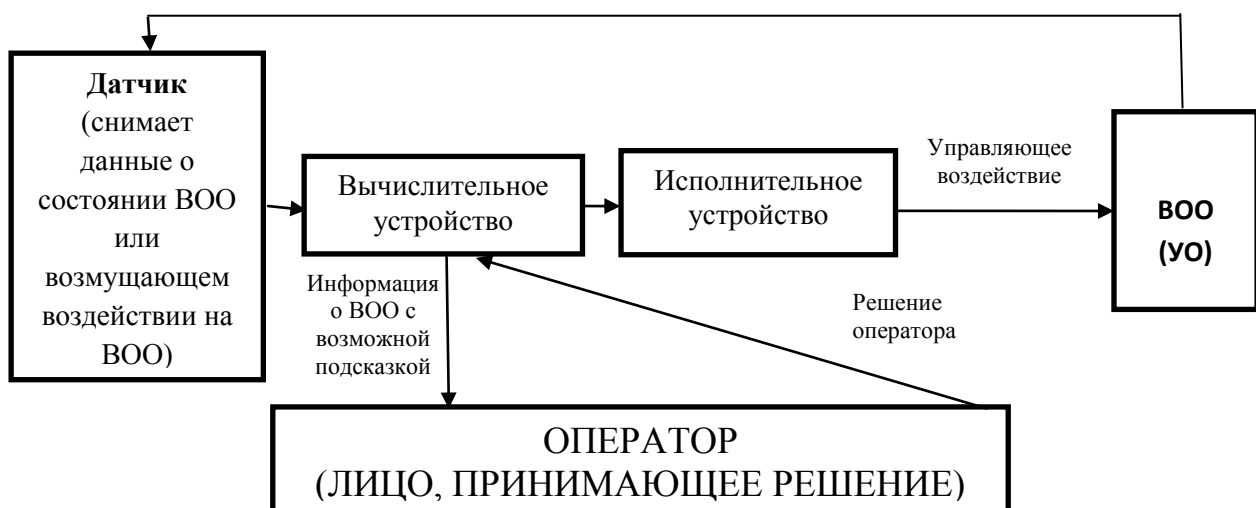 Датчик
(снимает
данные о
состоянии ВОО
или
возмущающем
воздействии на
ВОО)
Вычислительное
устройство
Исполнительное
устройство
Управляющее
воздействие
ВОО
(УО)
Информация
о ВОО с
возможной
подсказкой
Решение
оператора
ОПЕРАТОР
(ЛИЦО, ПРИНИМАЮЩЕЕ РЕШЕНИЕ)